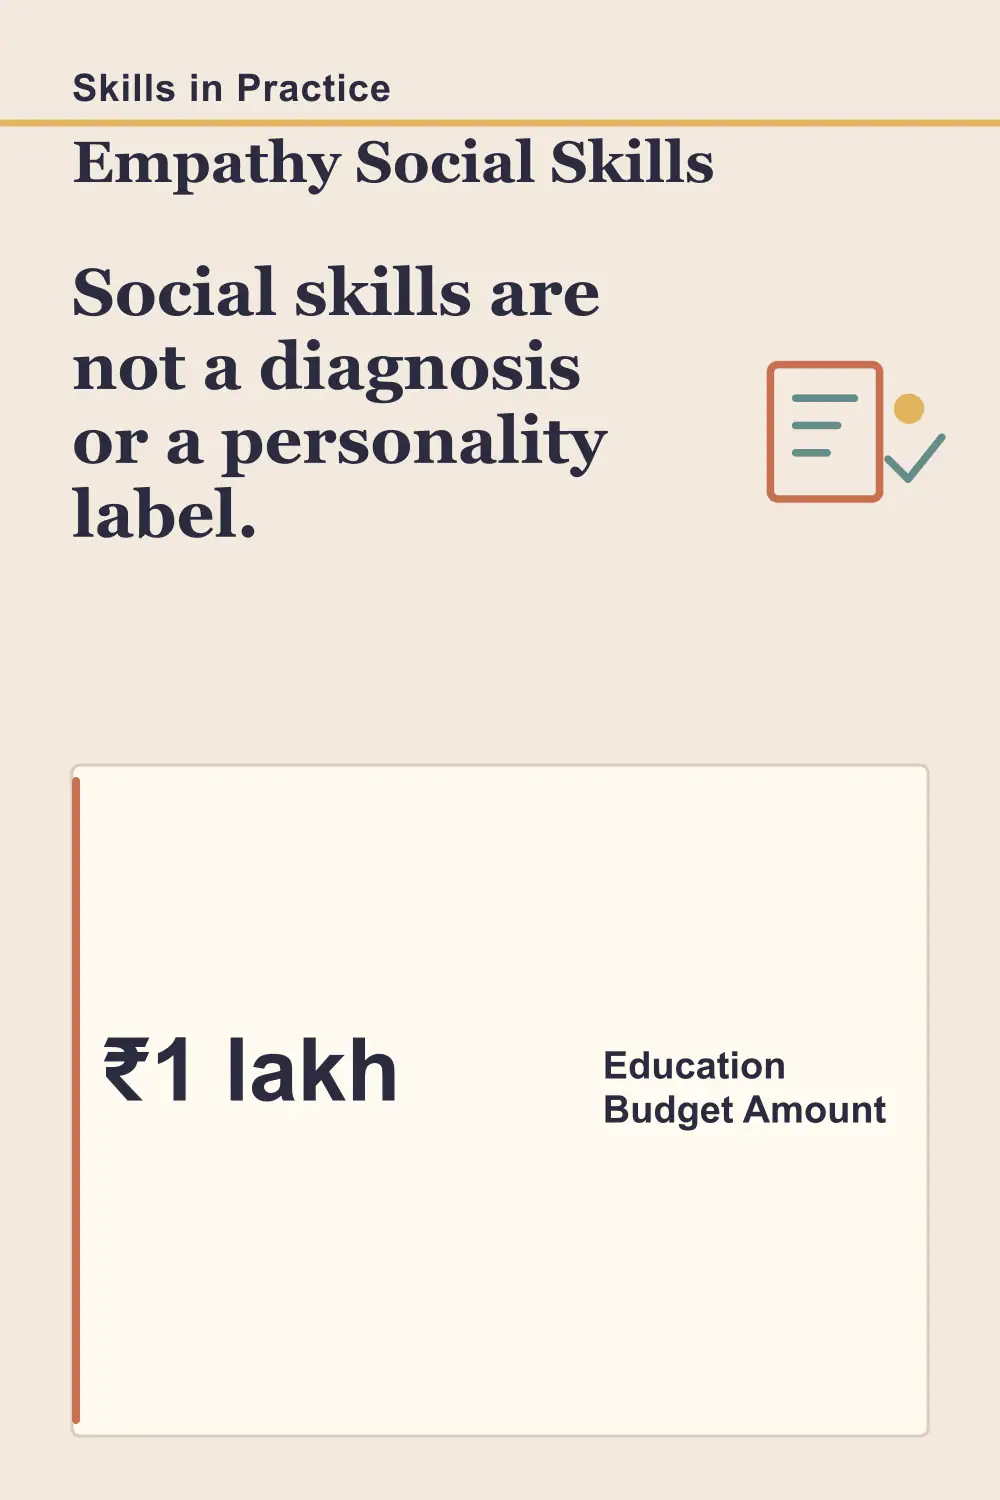 Skills in Practice
Empathy Social Skills
Social skills are
not a diagnosis
or a personality
label.
₹1 lakh
Education
Budget Amount